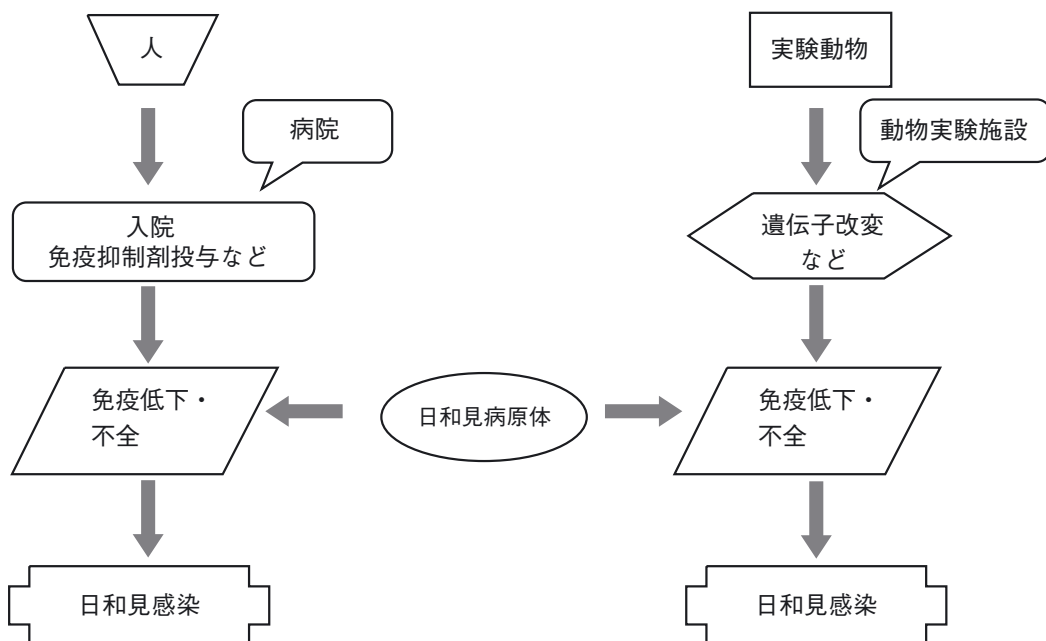 人
実験動物
病院
動物実験施設
入院
免疫抑制剤投与など
遺伝子改変
など
免疫低下・
不全
日和見病原体
免疫低下・
不全
日和見感染
日和見感染